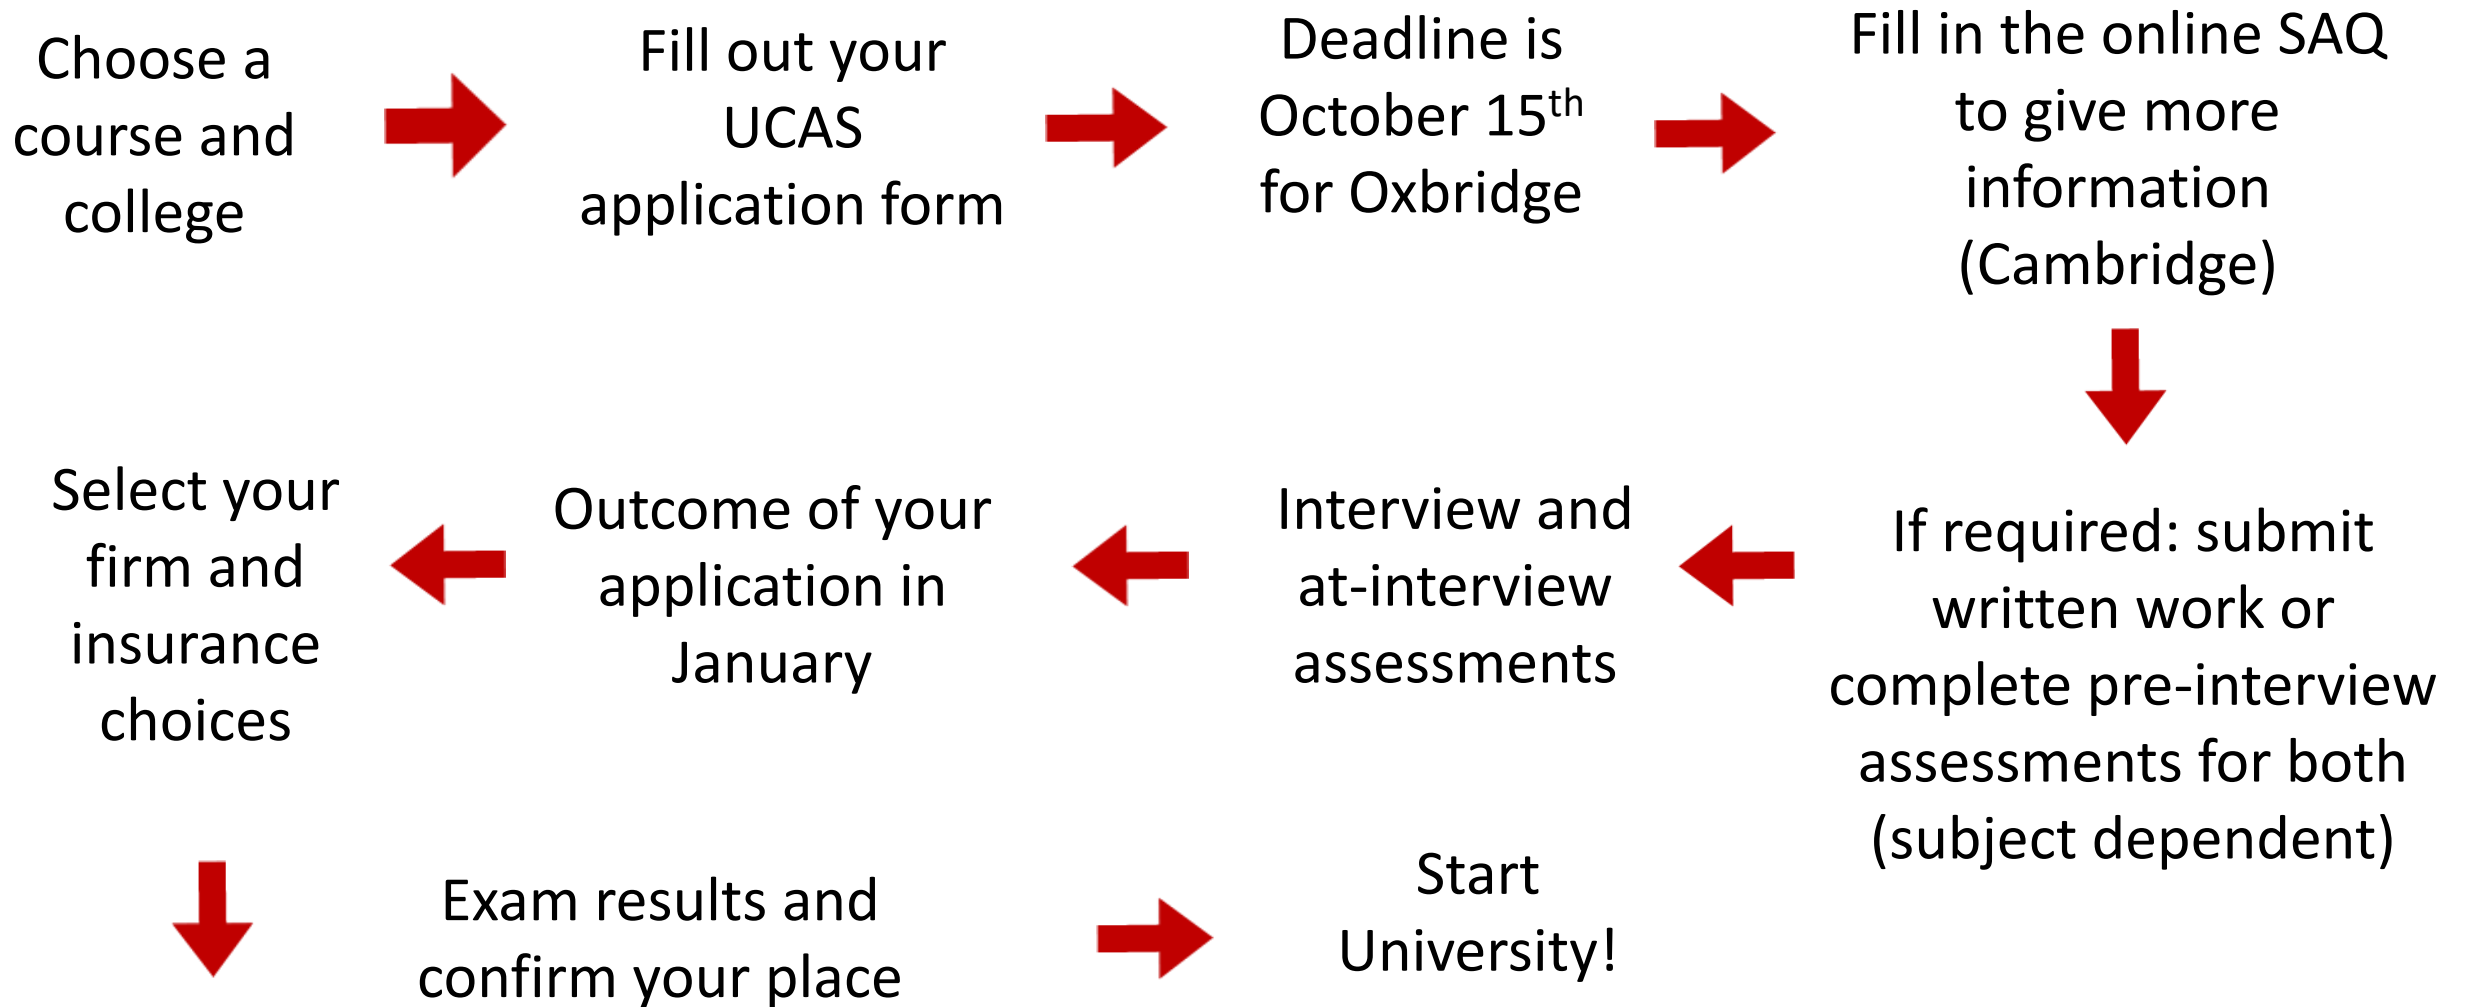 Choose a
course and
college
Fill out your
UCAS
application form
Deadline is
October 15th
for Oxbridge
Fill in the online SAQ
to give more
information
(Cambridge)
If required: submit
written work or
complete pre-interview
assessments for both
(subject dependent)
Interview and
at-interview
assessments
Outcome of your
application in
January
Select your
firm and
insurance
choices
Exam results and
confirm your place
Start
University!